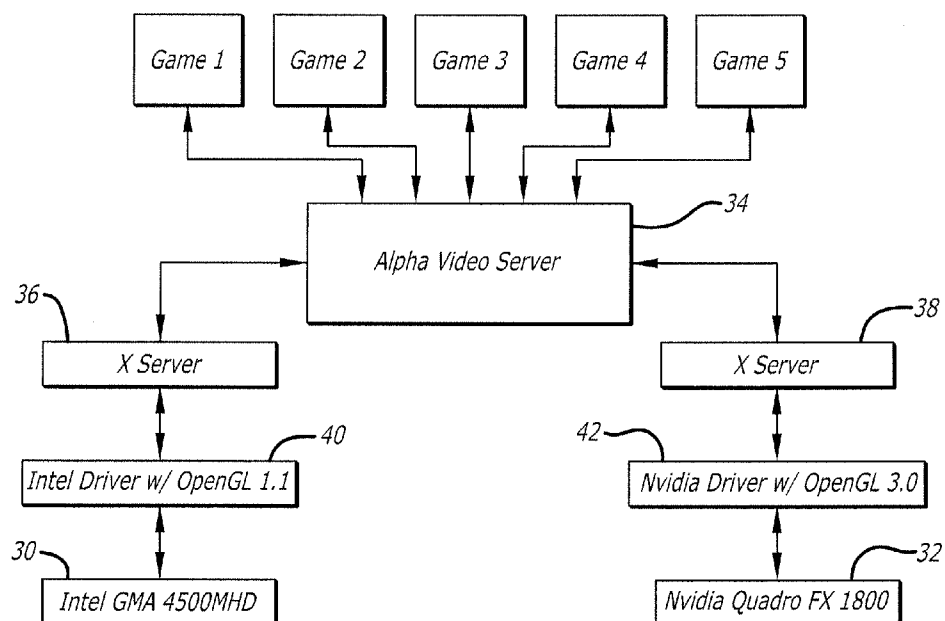 Game 1
Game 2
Game 3
Game 4
Game 5
34
Alpha Video Server
36
38
X Server
X Server
40
42
Intel Driver w/ OpenGL 1.1
Nvidia Driver w/ OpenGL 3.0
30
32
Intel GMA 4500MHD
Nvidia Quadro FX 1800